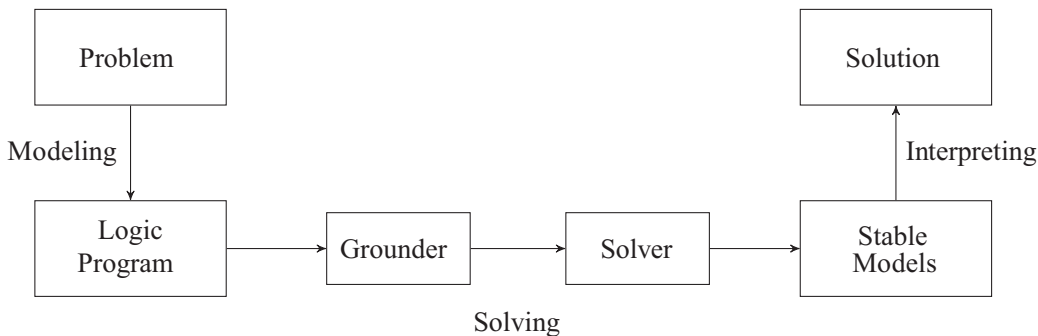 Problem
Solution
Modeling
Interpreting
Logic
Program
Grounder
Solver
Stable
Models
Solving